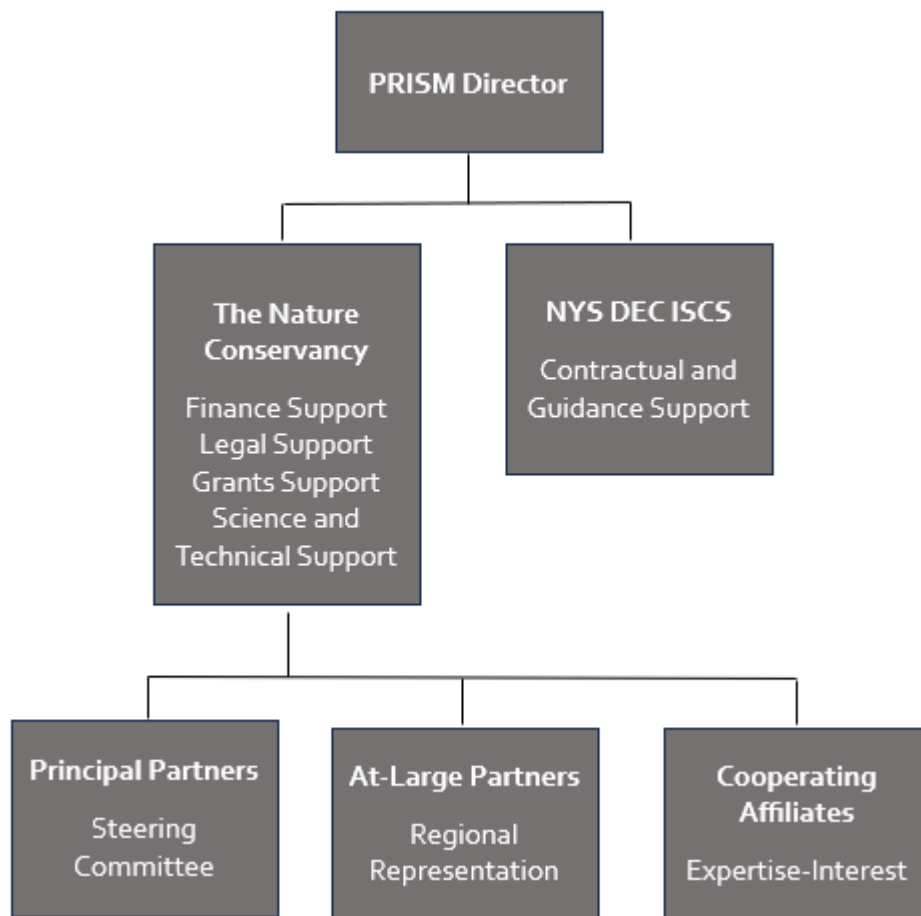 PRISM Director
The Nature
Conservancy
Finance Support
Legal Support
Grants Support
Science and
Technical Support
NYS DEC ISCS
Contractual and
Guidance Support
Principal Partners
Steering
Committee
At-Large Partners
Regional
Representation
Cooperating
Affiliates
Expertise-Interest